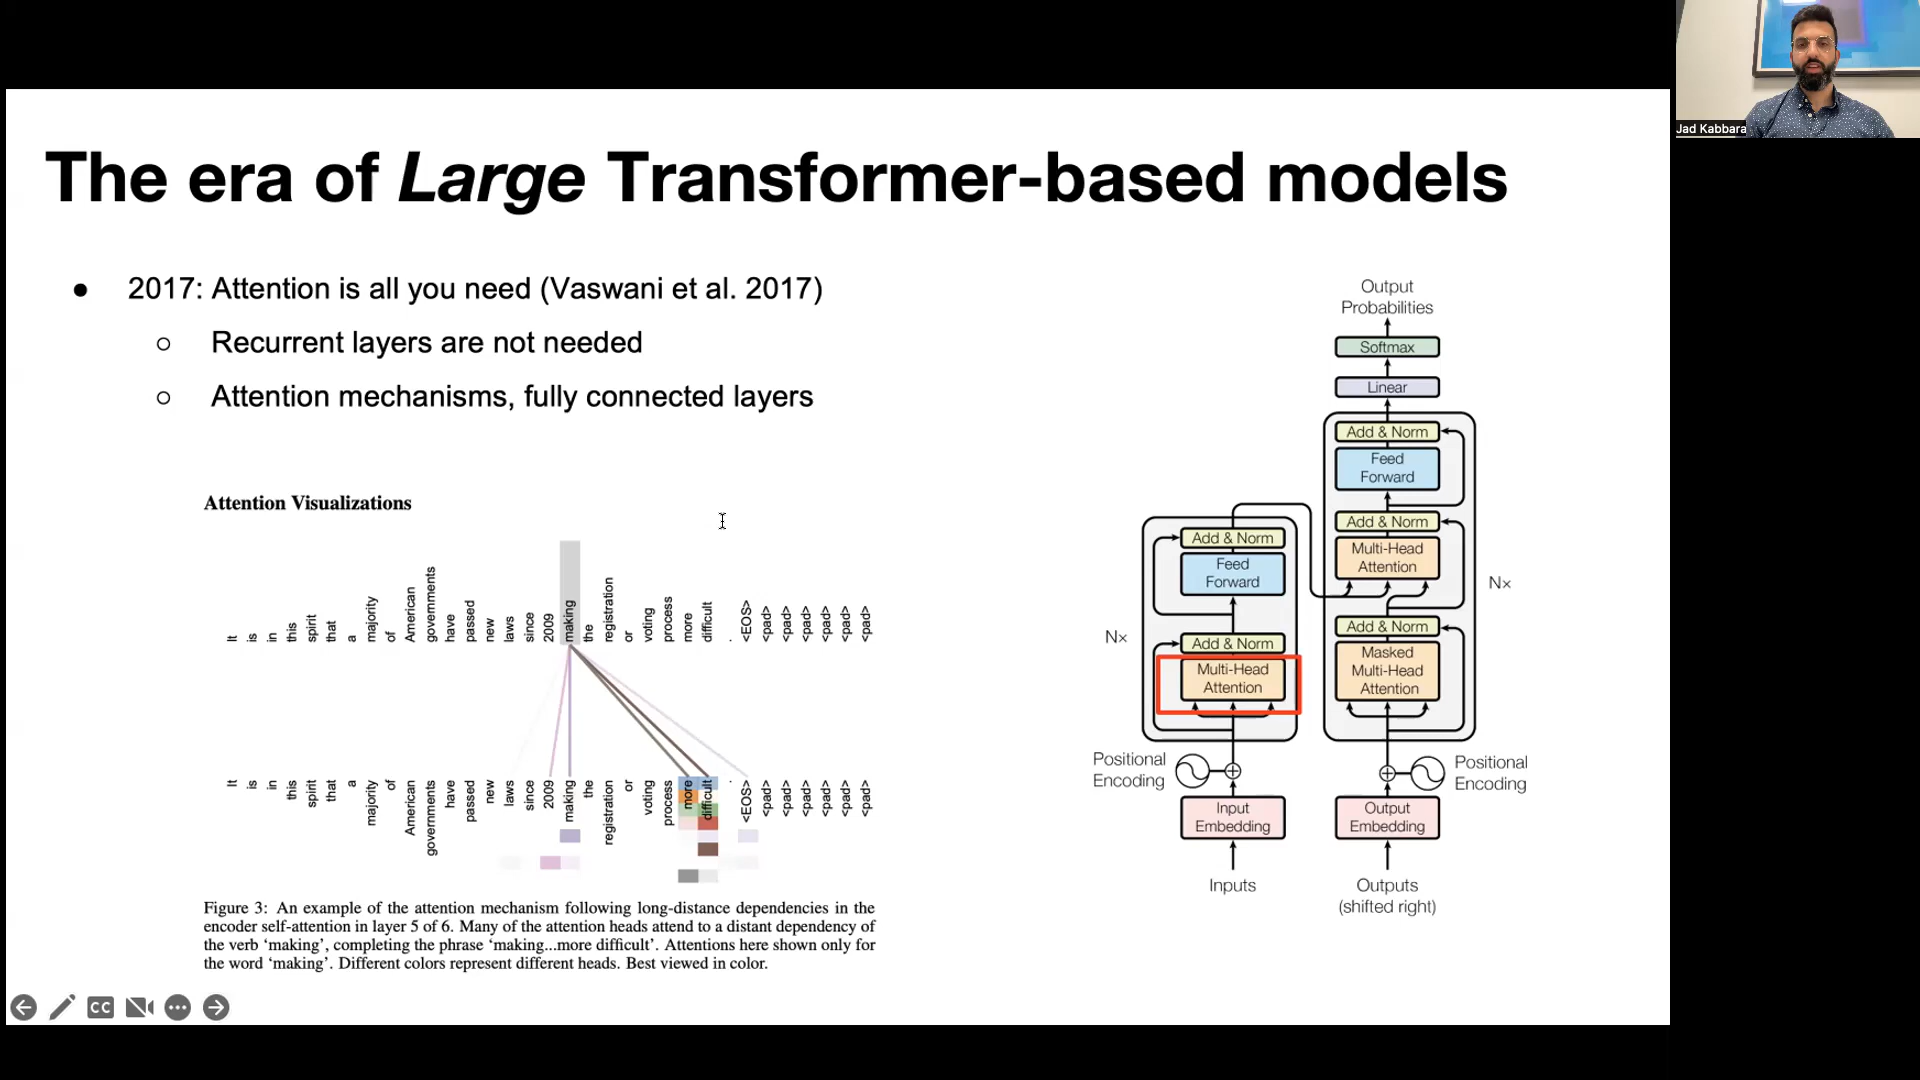 Jad Kabbara
The era of Large Transformer-based models
● 2017: Attention is all you need (Vaswani et al. 2017)
○ Recurrent layers are not needed
○ Attention mechanisms, fully connected layers
Attention Visualizations
It is in this spirit that a majority of American governments have passed new laws since 2009 making the registration or voting process more difficult . <EOS> <pad> <pad> <pad> <pad> <pad> <pad>
It is in this spirit that a majority of American governments have passed new laws since 2009 making the registration or voting process more difficult . <EOS> <pad> <pad> <pad> <pad> <pad> <pad>
Figure 3: An example of the attention mechanism following long-distance dependencies in the
encoder self-attention in layer 5 of 6. Many of the attention heads attend to a distant dependency of
the verb ‘making’, completing the phrase ‘making...more difficult’. Attentions here shown only for
the word ‘making’. Different colors represent different heads. Best viewed in color.
Output
Probabilities
Softmax
Linear
Add & Norm
Feed
Forward
Add & Norm
Multi-Head
Attention
Add & Norm
Masked
Multi-Head
Attention
Nx
Add & Norm
Feed
Forward
Add & Norm
Multi-Head
Attention
Nx
Positional
Encoding
Positional
Encoding
Input
Embedding
Output
Embedding
Inputs
Outputs
(shifted right)
CC